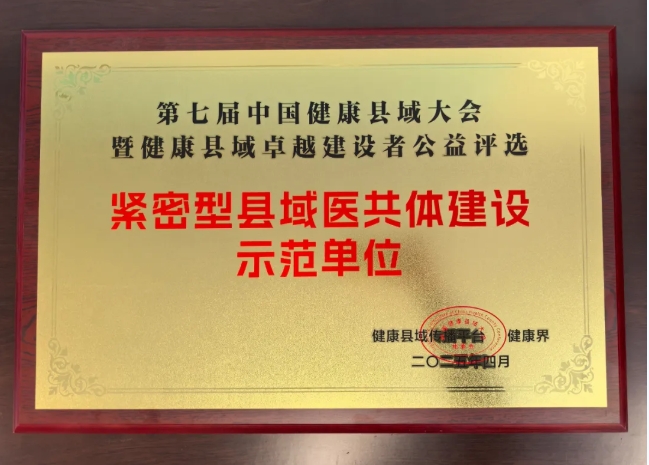 第七届中国健康县域大会
暨健康县域卓越建设者公益评选
紧密型县域医共体建设
示范单位
健康县域传播平台 健康界
二〇二五年四月